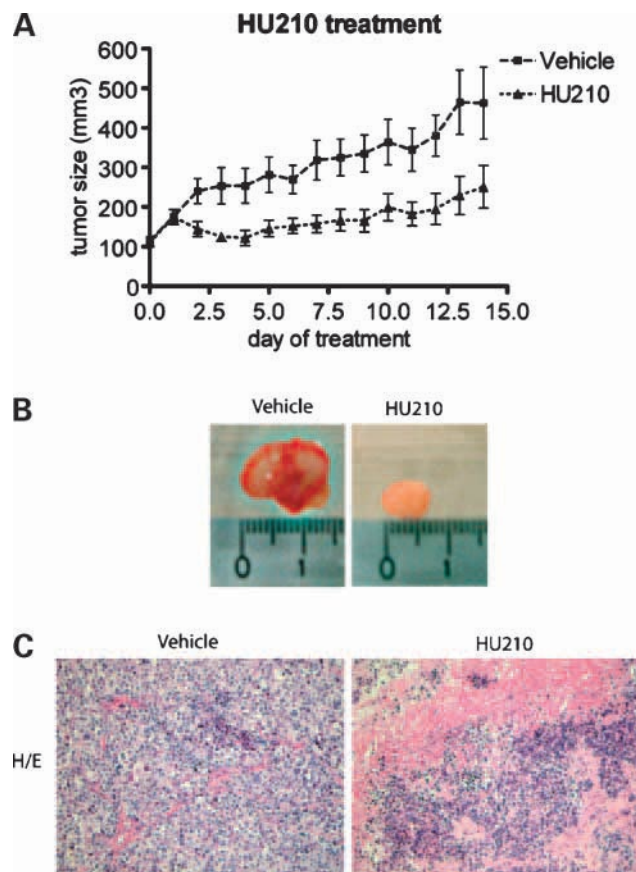 A
HU210 treatment
600
500
400
300
200
100
0
tumor size (mm3)
0.0 2.5 5.0 7.5 10.0 12.5 15.0
day of treatment
Vehicle
HU210
B
Vehicle HU210
0 1 0 1
C
Vehicle HU210
H/E